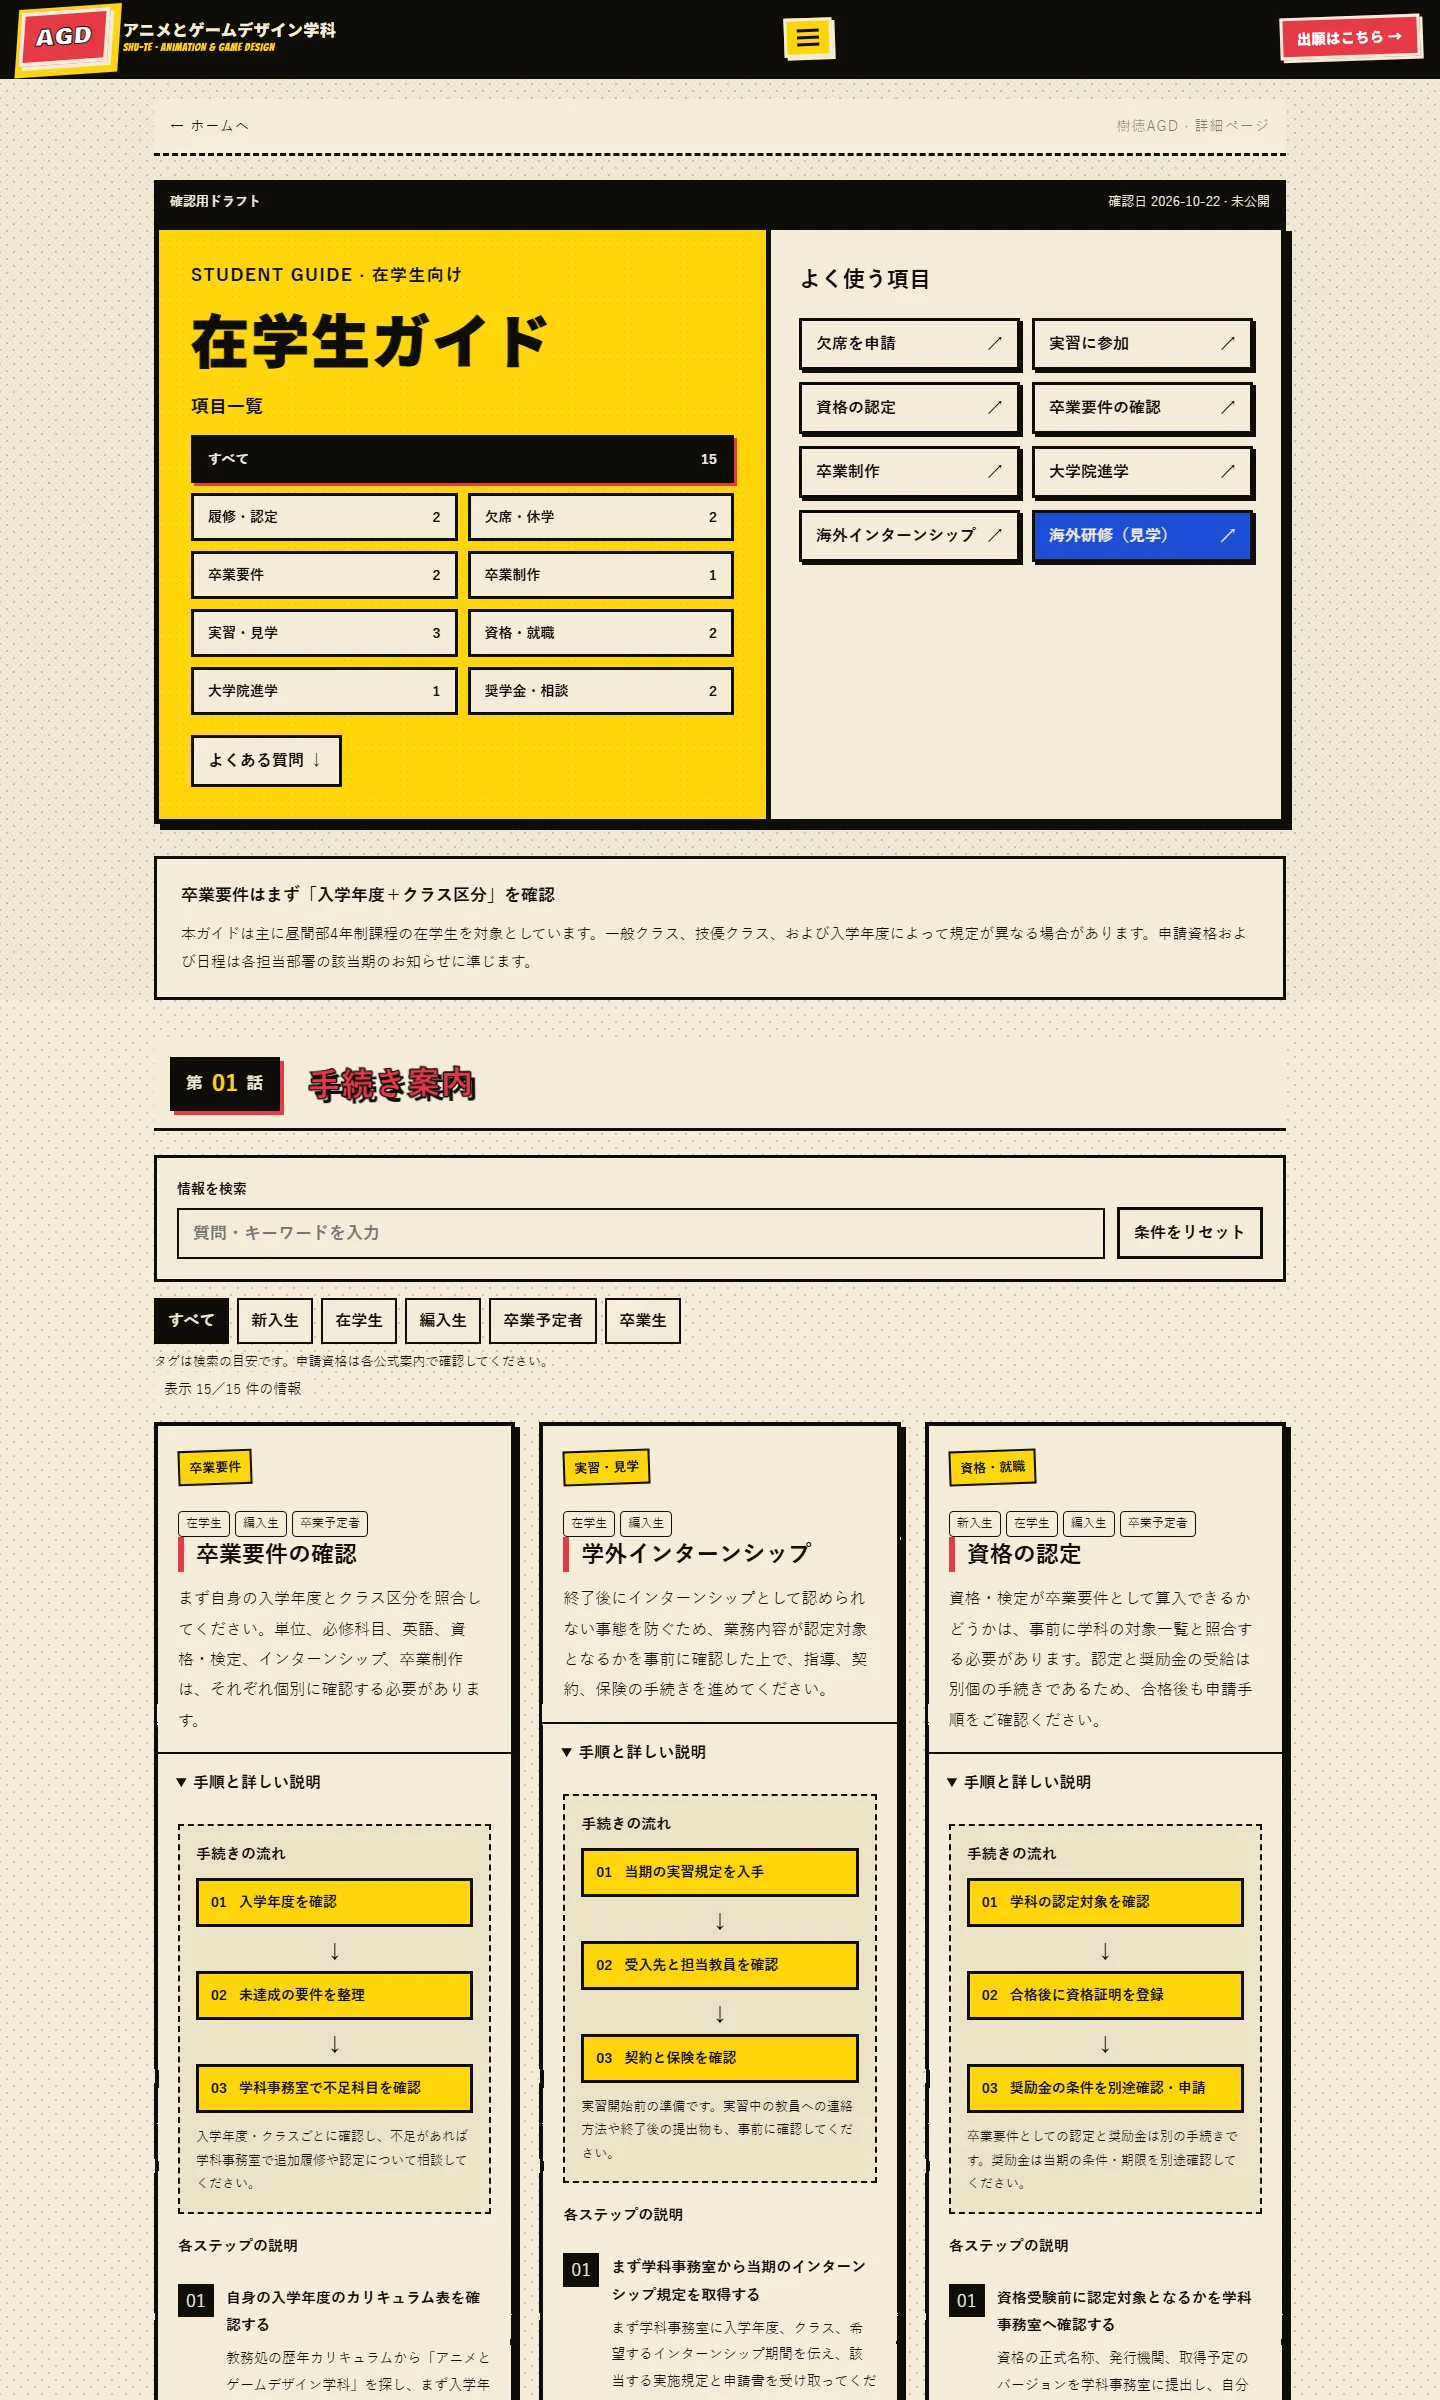 AGD
アニメとゲームデザイン学科
SHU-TE · ANIMATION & GAME DESIGN
出願はこちら →
← ホームへ
樹徳AGD · 詳細ページ
確認用ドラフト
確認日 2026-10-22 · 未公開
STUDENT GUIDE · 在学生向け
在学生ガイド
項目一覧
すべて 15
履修・認定 2
欠席・休学 2
卒業要件 2
卒業制作 1
実習・見学 3
資格・就職 2
大学院進学 1
奨学金・相談 2
よくある質問 ↓
よく使う項目
欠席を申請 ↗
実習に参加 ↗
資格の認定 ↗
卒業要件の確認 ↗
卒業制作 ↗
大学院進学 ↗
海外インターンシップ ↗
海外研修（見学） ↗
卒業要件はまず「入学年度＋クラス区分」を確認
本ガイドは主に昼間部4年制課程の在学生を対象としています。一般クラス、技優クラス、および入学年度によって規定が異なる場合があります。申請資格およ
び日程は各担当部署の該当期のお知らせに準じます。
第 01 話
手続き案内
情報を検索
質問・キーワードを入力
条件をリセット
すべて
新入生
在学生
編入生
卒業予定者
卒業生
タグは検索の目安です。申請資格は各公式案内で確認してください。
表示 15／15 件の情報
卒業要件
在学生
編入生
卒業予定者
卒業要件の確認
まず自身の入学年度とクラス区分を照合し
てください。単位、必修科目、英語、資
格・検定、インターンシップ、卒業制作
は、それぞれ個別に確認する必要がありま
す。
▼ 手順と詳しい説明
手続きの流れ
01 入学年度を確認
↓
02 未達成の要件を整理
↓
03 学科事務室で不足科目を確認
入学年度・クラスごとに確認し、不足があれば
学科事務室で追加履修や認定について相談して
ください。
各ステップの説明
01
自身の入学年度のカリキュラム表を確
認する
教務処の歴年カリキュラムから「アニメと
ゲームデザイン学科」を探し、まず入学年
実習・見学
在学生
編入生
学外インターンシップ
終了後にインターンシップとして認められ
ない事態を防ぐため、業務内容が認定対象
となるかを事前に確認した上で、指導、契
約、保険の手続きを進めてください。
▼ 手順と詳しい説明
手続きの流れ
01 当期の実習規定を入手
↓
02 受入先と担当教員を確認
↓
03 契約と保険を確認
実習開始前の準備です。実習中の教員への連絡
方法や終了後の提出物も、事前に確認してくだ
さい。
各ステップの説明
01
まず学科事務室から当期のインターン
シップ規定を取得する
まず学科事務室に入学年度、クラス、希
望するインターンシップ期間を伝え、該
当する実施規定と申請書を受け取ってくだ
資格・就職
新入生
在学生
編入生
卒業予定者
資格の認定
資格・検定が卒業要件として算入できるか
どうかは、事前に学科の対象一覧と照合す
る必要があります。認定と奨励金の受給は
別個の手続きであるため、合格後も申請手
順をご確認ください。
▼ 手順と詳しい説明
手続きの流れ
01 学科の認定対象を確認
↓
02 合格後に資格証明を登録
↓
03 奨励金の条件を別途確認・申請
卒業要件としての認定と奨励金は別の手続きで
す。奨励金は当期の条件・期限を別途確認して
ください。
各ステップの説明
01
資格受験前に認定対象となるかを学科
事務室へ確認する
資格の正式名称、発行機関、取得予定の
バージョンを学科事務室に提出し、自分